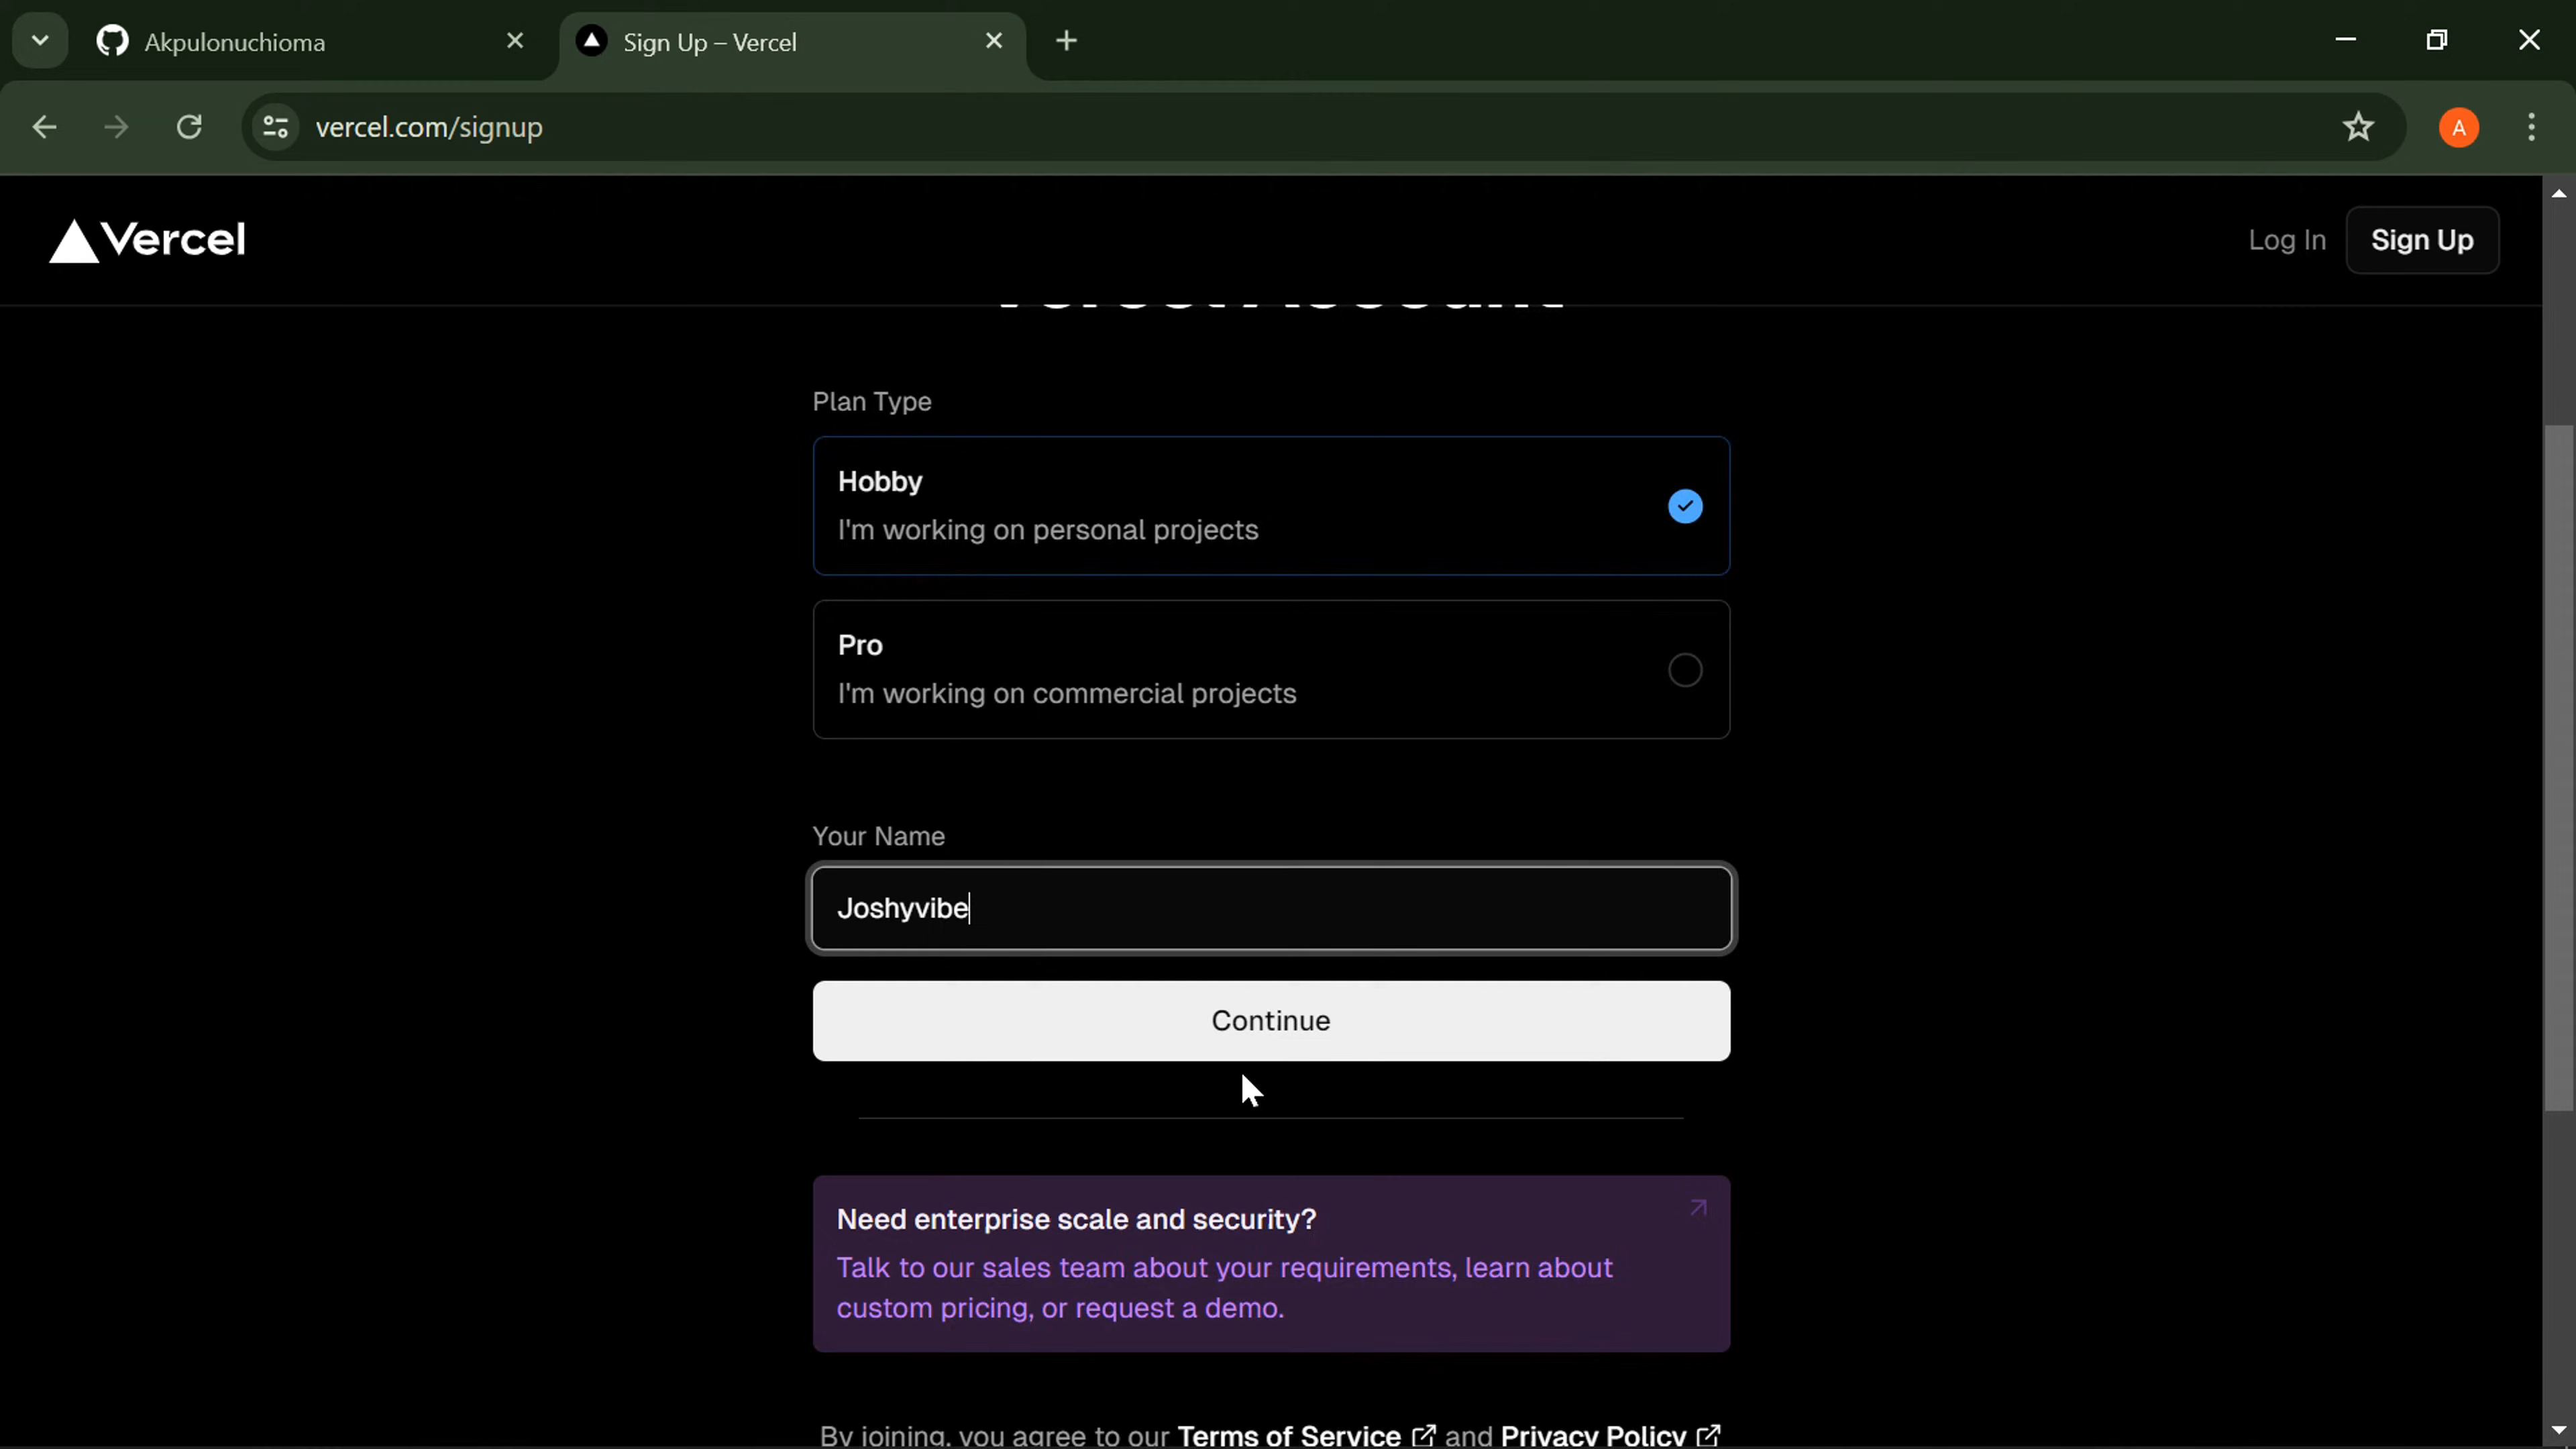 Akpulonuchioma
Sign Up – Vercel
vercel.com/signup
A
Vercel
Log In
Sign Up
Vercel Account
Plan Type
Hobby
I'm working on personal projects
Pro
I'm working on commercial projects
Your Name
Joshyvibe
Continue
Need enterprise scale and security?
Talk to our sales team about your requirements, learn about
custom pricing, or request a demo.
By joining, you agree to our Terms of Service and Privacy Policy